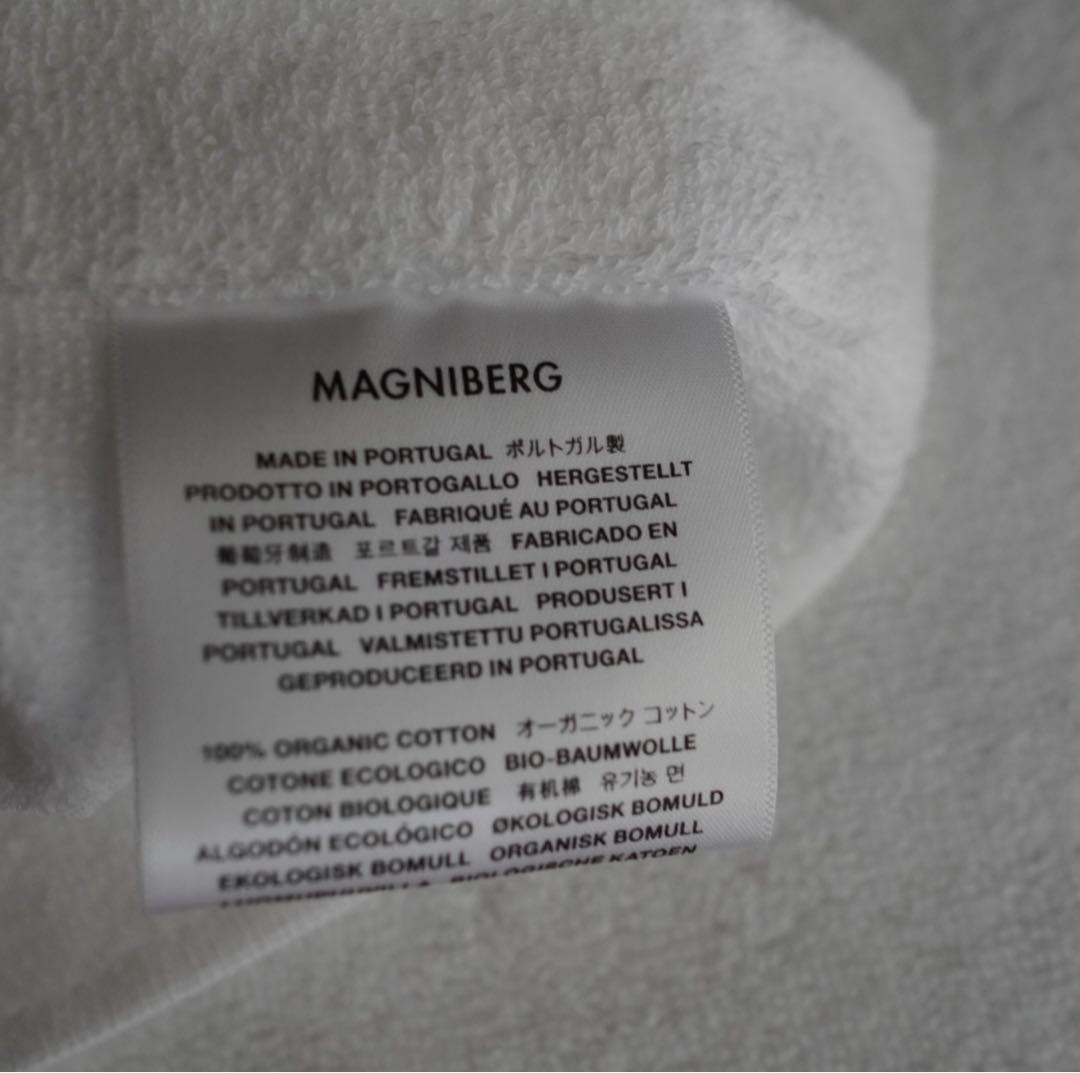 MAGNIBERG
MADE IN PORTUGAL ポルトガル製
PRODOTTO IN PORTOGALLO HERGESTELLT
IN PORTUGAL FABRIQUÉ AU PORTUGAL
葡萄牙制造 포르트갈 제품 FABRICADO EN
PORTUGAL FREMSTILLET I PORTUGAL
TILLVERKAD I PORTUGAL PRODUSERT I
PORTUGAL VALMISTETTU PORTUGALISSA
GEPRODUCEERD IN PORTUGAL
100% ORGANIC COTTON オーガニック コットン
COTONE ECOLOGICO BIO-BAUMWOLLE
COTON BIOLOGIQUE 有机棉 유기농 면
ALGODÓN ECOLÓGICO ØKOLOGISK BOMULD
EKOLOGISK BOMULL ORGANISK BOMULL
BIOLOGISCHE KATOEN